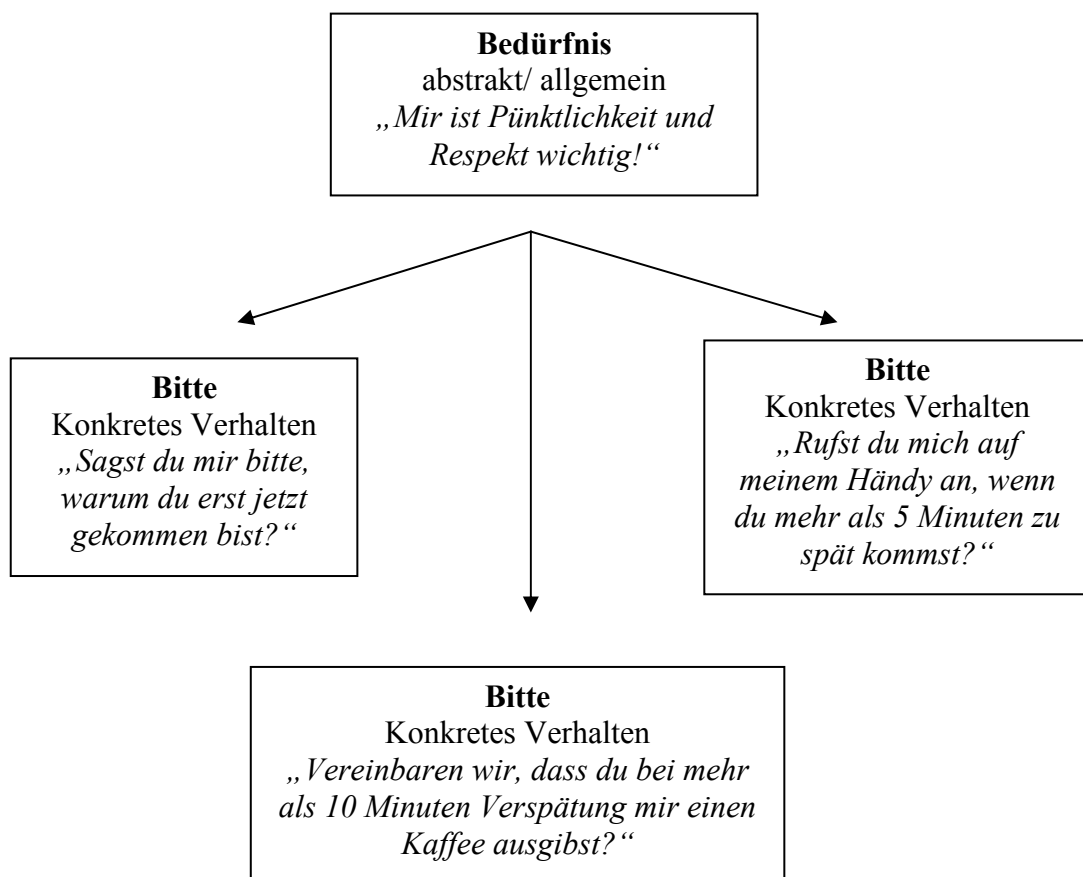 Bedürfnis
abstrakt/ allgemein
„Mir ist Pünktlichkeit und
Respekt wichtig!“
Bitte
Konkretes Verhalten
„Sagst du mir bitte,
warum du erst jetzt
gekommen bist?“
Bitte
Konkretes Verhalten
„Rufst du mich auf
meinem Händy an, wenn
du mehr als 5 Minuten zu
spät kommst?“
Bitte
Konkretes Verhalten
„Vereinbaren wir, dass du bei mehr
als 10 Minuten Verspätung mir einen
Kaffee ausgibst?“